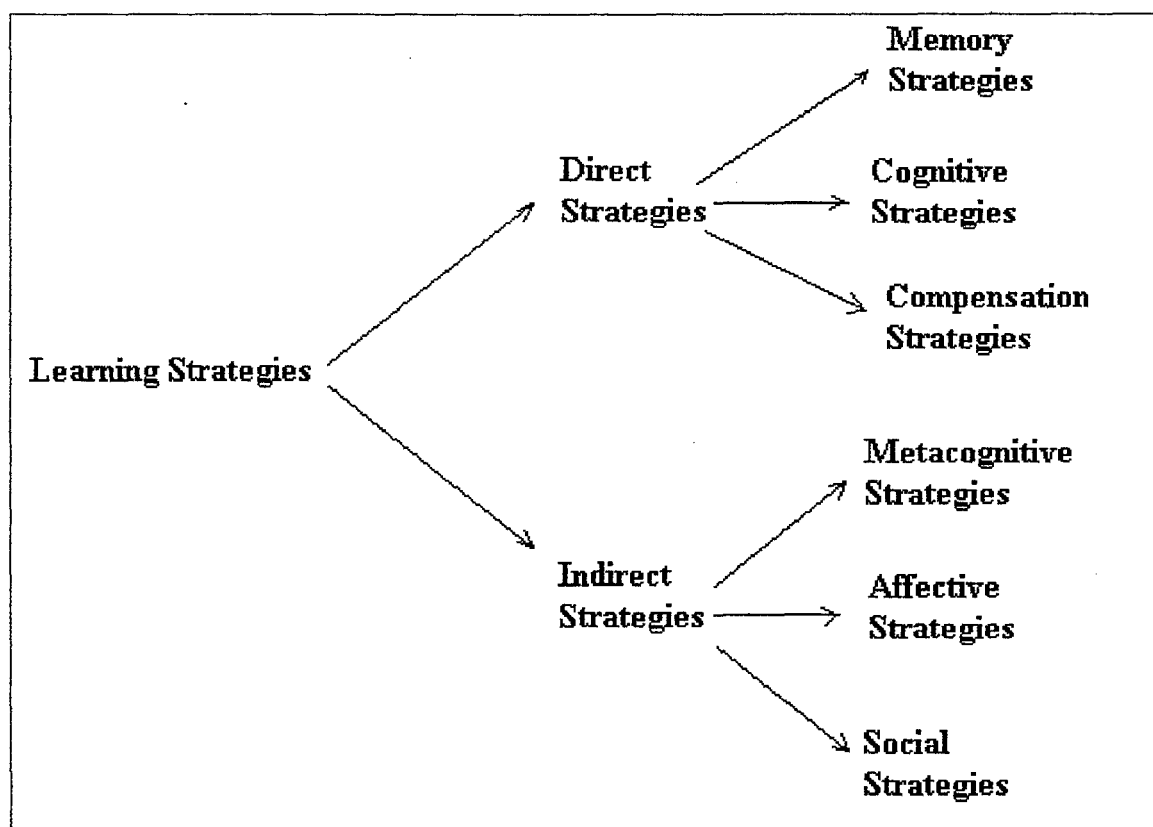 Memory
Strategies
Direct
Strategies
Cognitive
Strategies
Compensation
Strategies
Learning Strategies
Metacognitive
Strategies
Indirect
Strategies
Affective
Strategies
Social
Strategies